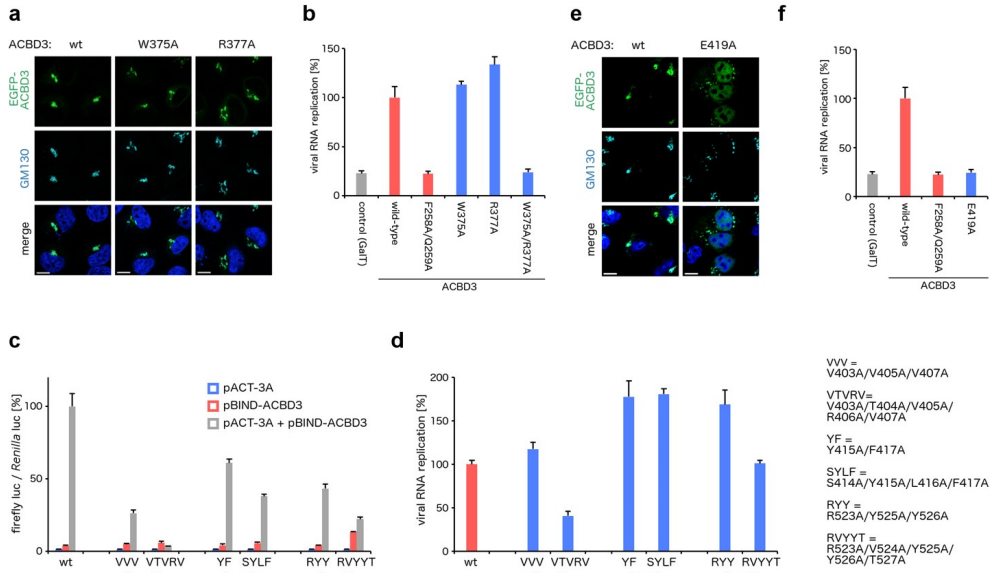 a
ACBD3: wt W375A R377A
EGFP-
ACBD3
GM130
merge
b
viral RNA replication [%]
150
100
50
0
control (GalT)
wild-type
F258A/Q259A
W375A
R377A
W375A/R377A
ACBD3
e
ACBD3: wt E419A
EGFP-
ACBD3
GM130
merge
f
viral RNA replication [%]
150
100
50
0
control (GalT)
wild-type
F258A/Q259A
E419A
ACBD3
c
firefly luc / Renilla luc [%]
100
50
0
pACT-3A
pBIND-ACBD3
pACT-3A + pBIND-ACBD3
wt VVV VTVRV YF SYLF RYY RVYYT
d
viral RNA replication [%]
200
150
100
50
0
wt VVV VTVRV YF SYLF RYY RVYYT
VVV =
V403A/V405A/V407A
VTVRV=
V403A/T404A/V405A/
R406A/V407A
YF =
Y415A/F417A
SYLF =
S414A/Y415A/L416A/F417A
RYY =
R523A/Y525A/Y526A
RVYYT =
R523A/V524A/Y525A/
Y526A/T527A